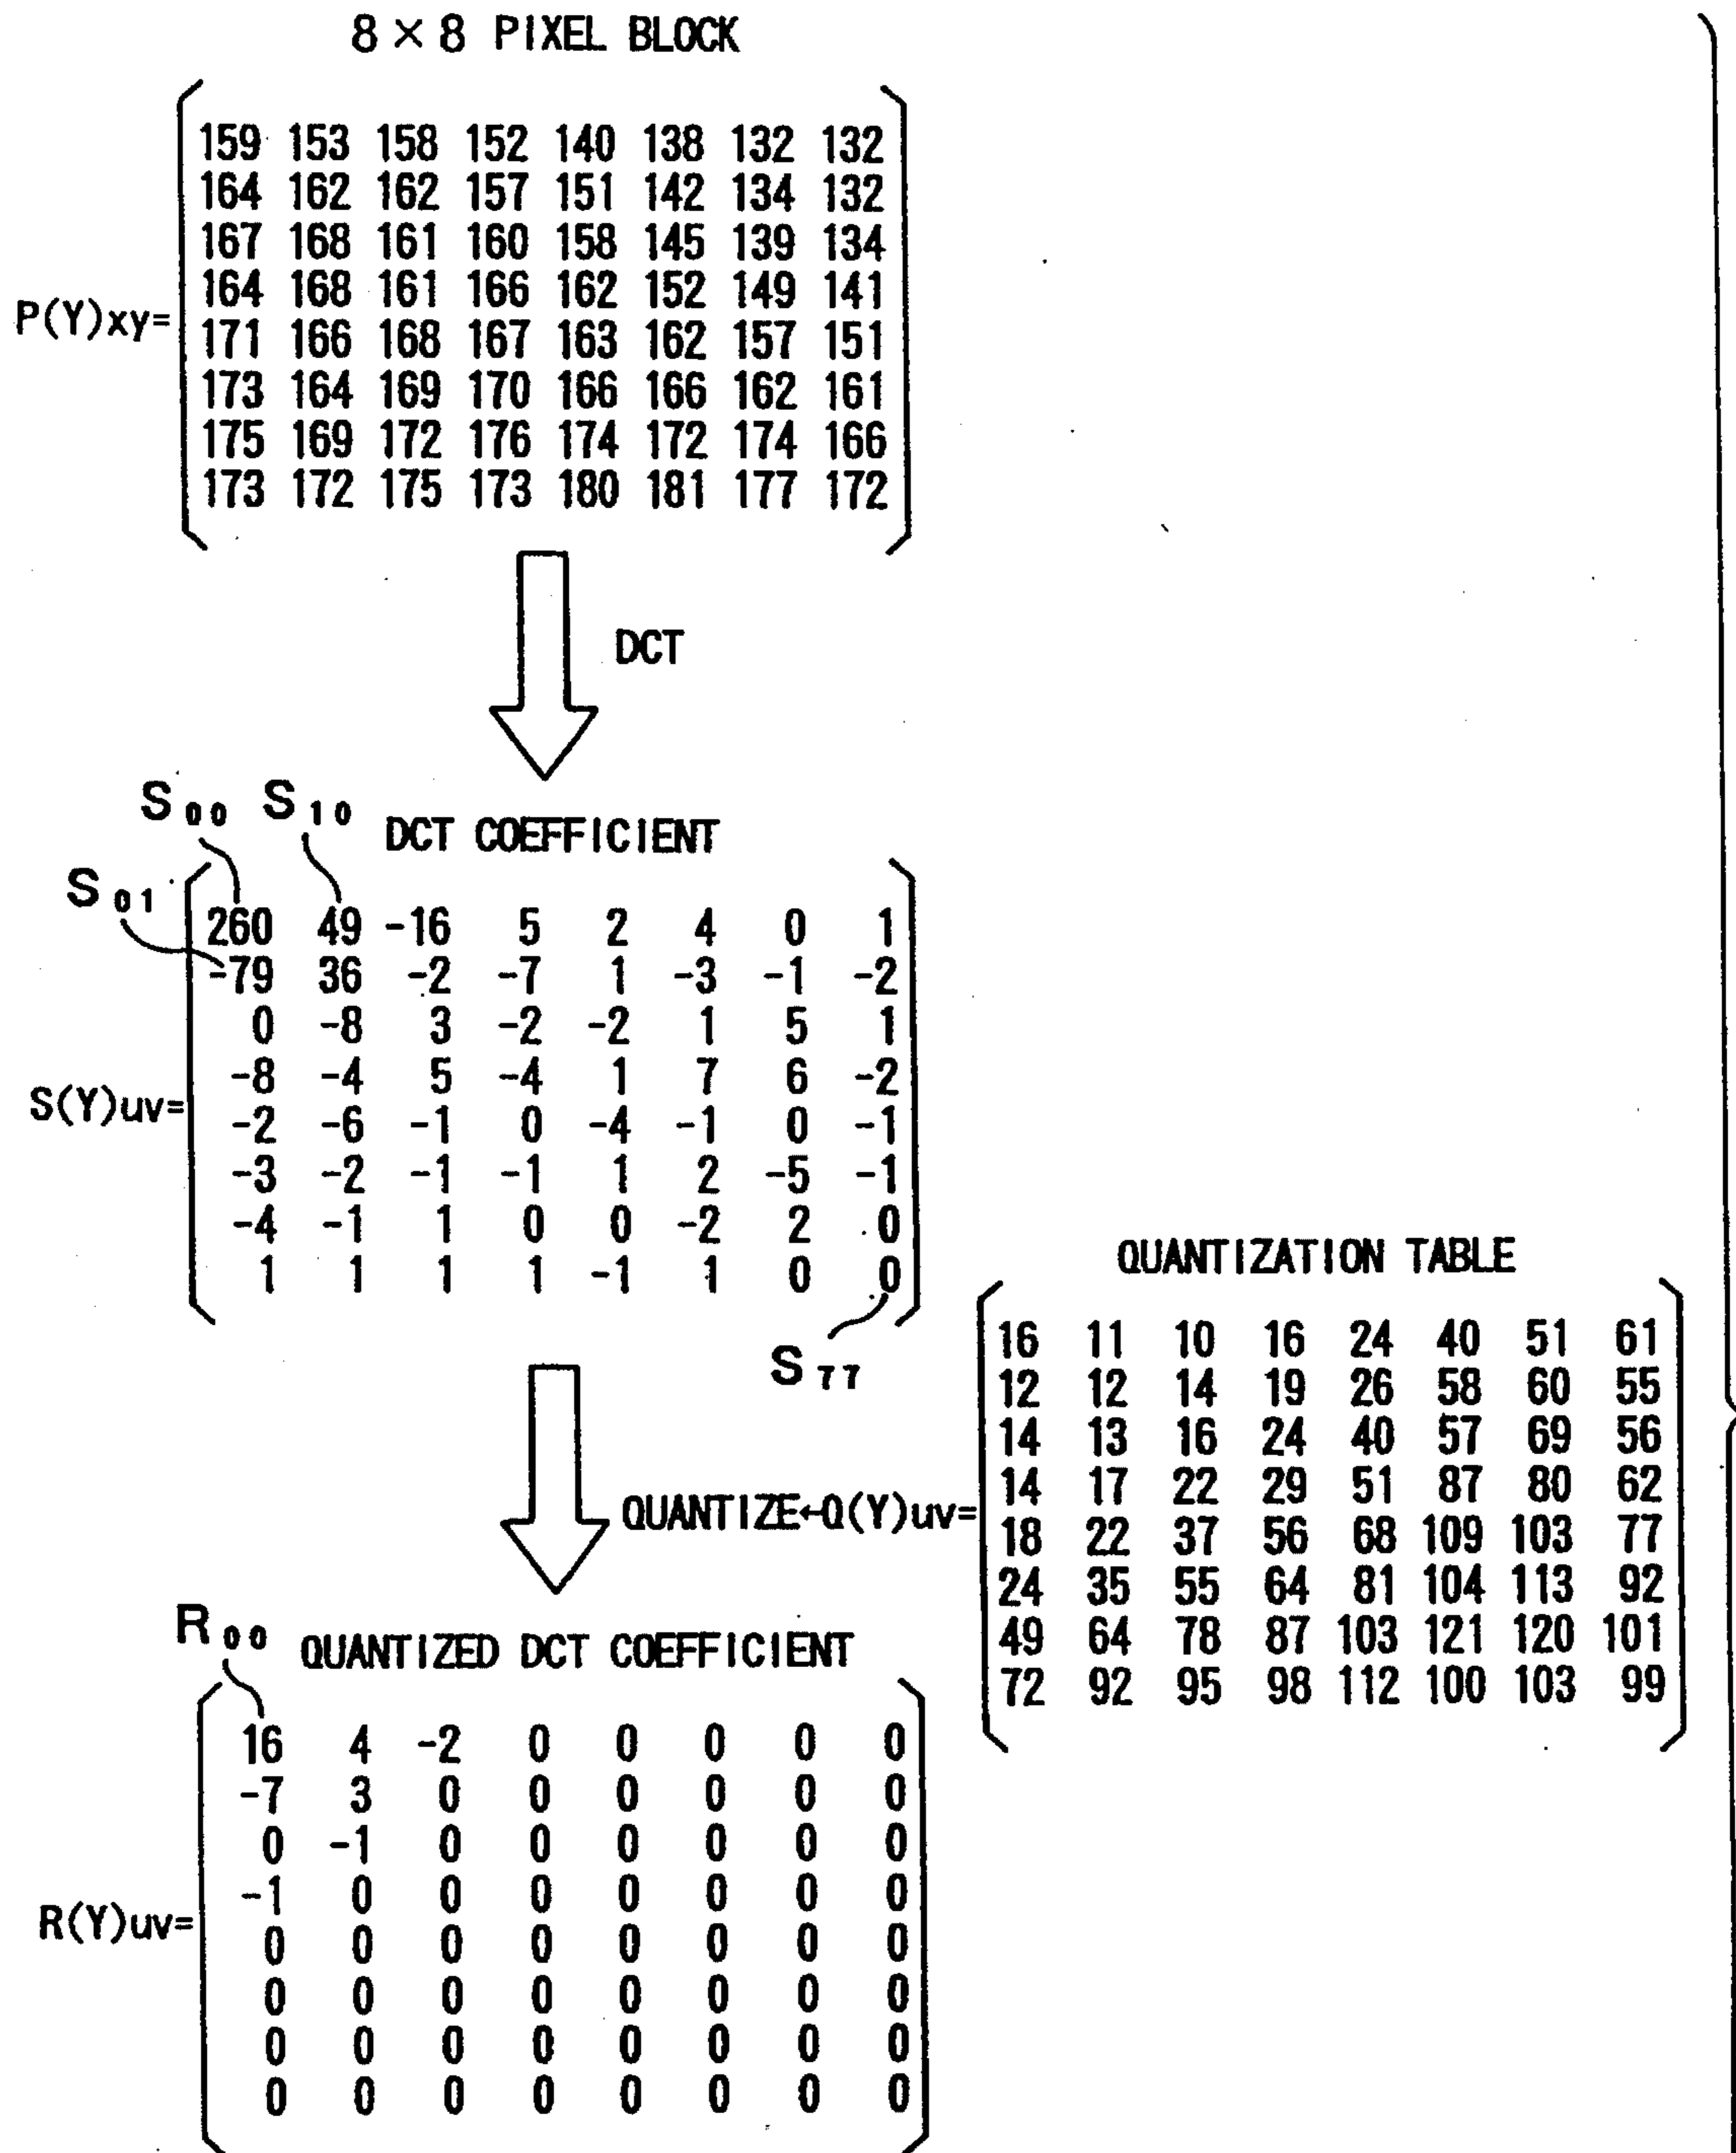 8 × 8 PIXEL BLOCK
159 153 158 152 140 138 132 132
164 162 162 157 151 142 134 132
167 168 161 160 158 145 139 134
164 168 161 166 162 152 149 141
P(Y)xy=
171 166 168 167 163 162 157 151
173 164 169 170 166 166 162 161
175 169 172 176 174 172 174 166
173 172 175 173 180 181 177 172
DCT
S00 S10
DCT COEFFICIENT
S01
260 49 -16 5 2 4 0 1
-79 36 -2 -7 1 -3 -1 -2
0 -8 3 -2 -2 1 5 1
-8 -4 5 -4 1 7 6 -2
S(Y)uv=
-2 -6 -1 0 -4 -1 0 -1
-3 -2 -1 -1 1 2 -5 -1
-4 -1 1 0 0 -2 2 0
1 1 1 1 -1 1 0 0
S77
QUANTIZATION TABLE
16 11 10 16 24 40 51 61
12 12 14 19 26 58 60 55
14 13 16 24 40 57 69 56
14 17 22 29 51 87 80 62
QUANTIZE←Q(Y)uv=
18 22 37 56 68 109 103 77
24 35 55 64 81 104 113 92
49 64 78 87 103 121 120 101
72 92 95 98 112 100 103 99
R00
QUANTIZED DCT COEFFICIENT
16 4 -2 0 0 0 0 0
-7 3 0 0 0 0 0 0
0 -1 0 0 0 0 0 0
-1 0 0 0 0 0 0 0
R(Y)uv=
0 0 0 0 0 0 0 0
0 0 0 0 0 0 0 0
0 0 0 0 0 0 0 0
0 0 0 0 0 0 0 0